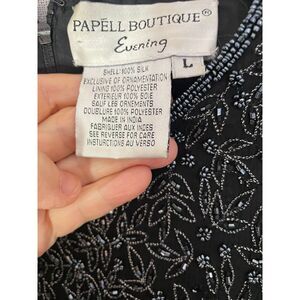 PAPELL BOUTIQUE®
Evening
L
SHELL: 100% SILK
EXCLUSIVE OF ORNAMENTATION
LINING 100% POLYESTER
EXTERIEUR 100% SOIE
SAUF LES ORNEMENTS
DOUBLURE 100% POLYESTER
MADE IN INDIA
FABRIQUER AUX INDES
SEE REVERSE FOR CARE
INSTURCTIONS AU VERSO